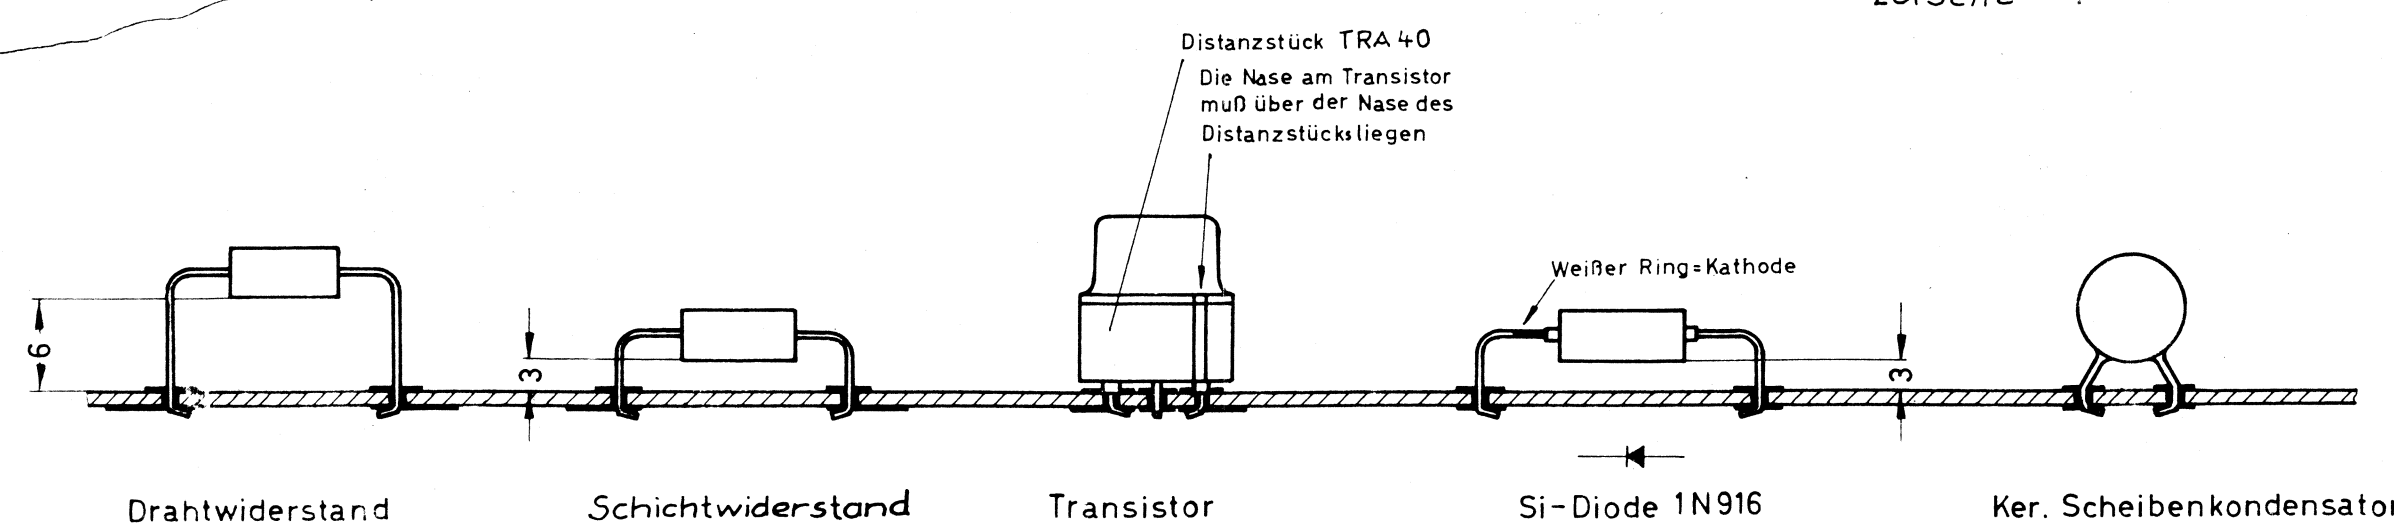 Distanzstück TRA 40
Die Nase am Transistor
muß über der Nase des
Distanzstücks liegen
Weißer Ring=Kathode
6
3
3
Drahtwiderstand
Schichtwiderstand
Transistor
Si-Diode 1N916
Ker. Scheibenkondensator